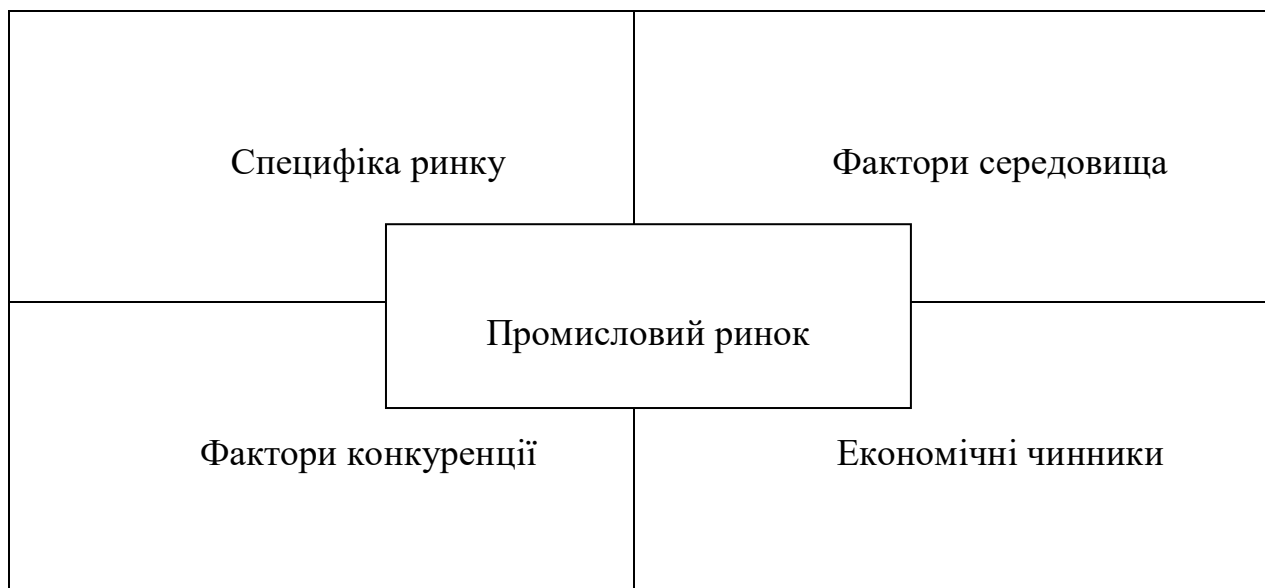 Специфіка ринку
Фактори середовища
Промисловий ринок
Фактори конкуренції
Економічні чинники